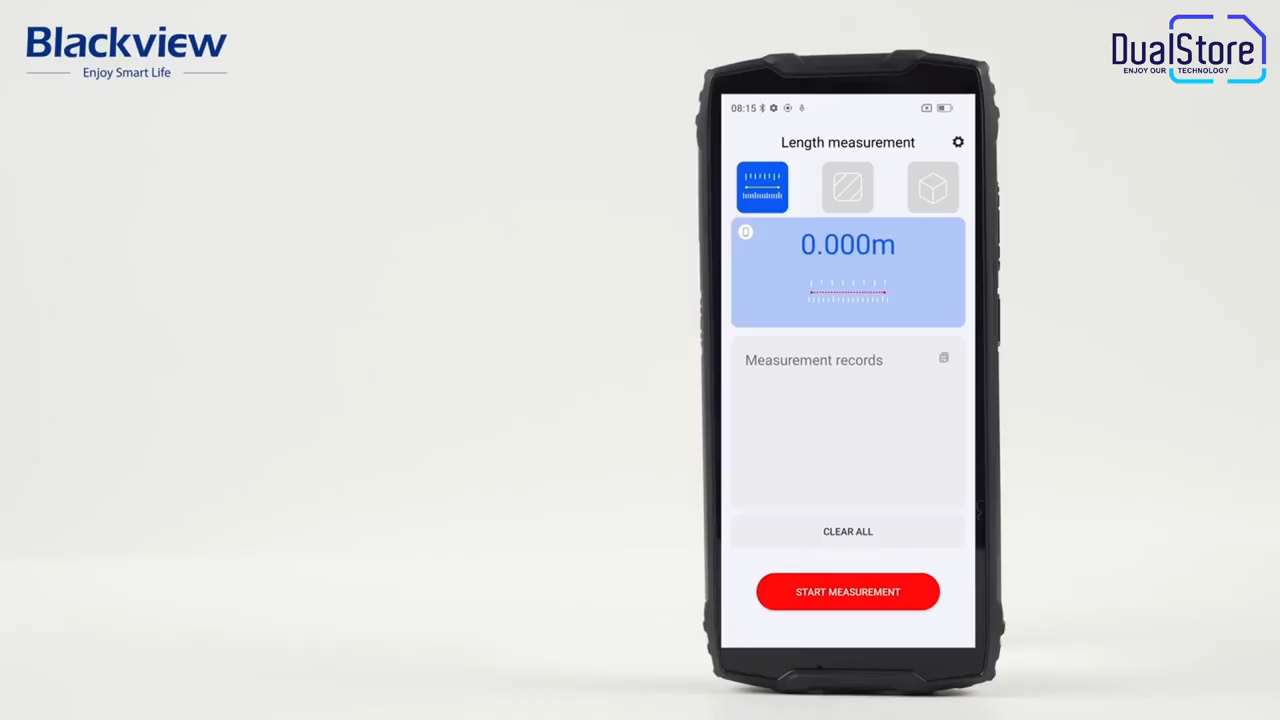 Blackview
Enjoy Smart Life
DualStore
ENJOY OUR TECHNOLOGY
08:15
Length measurement
0.000m
Measurement records
CLEAR ALL
START MEASUREMENT